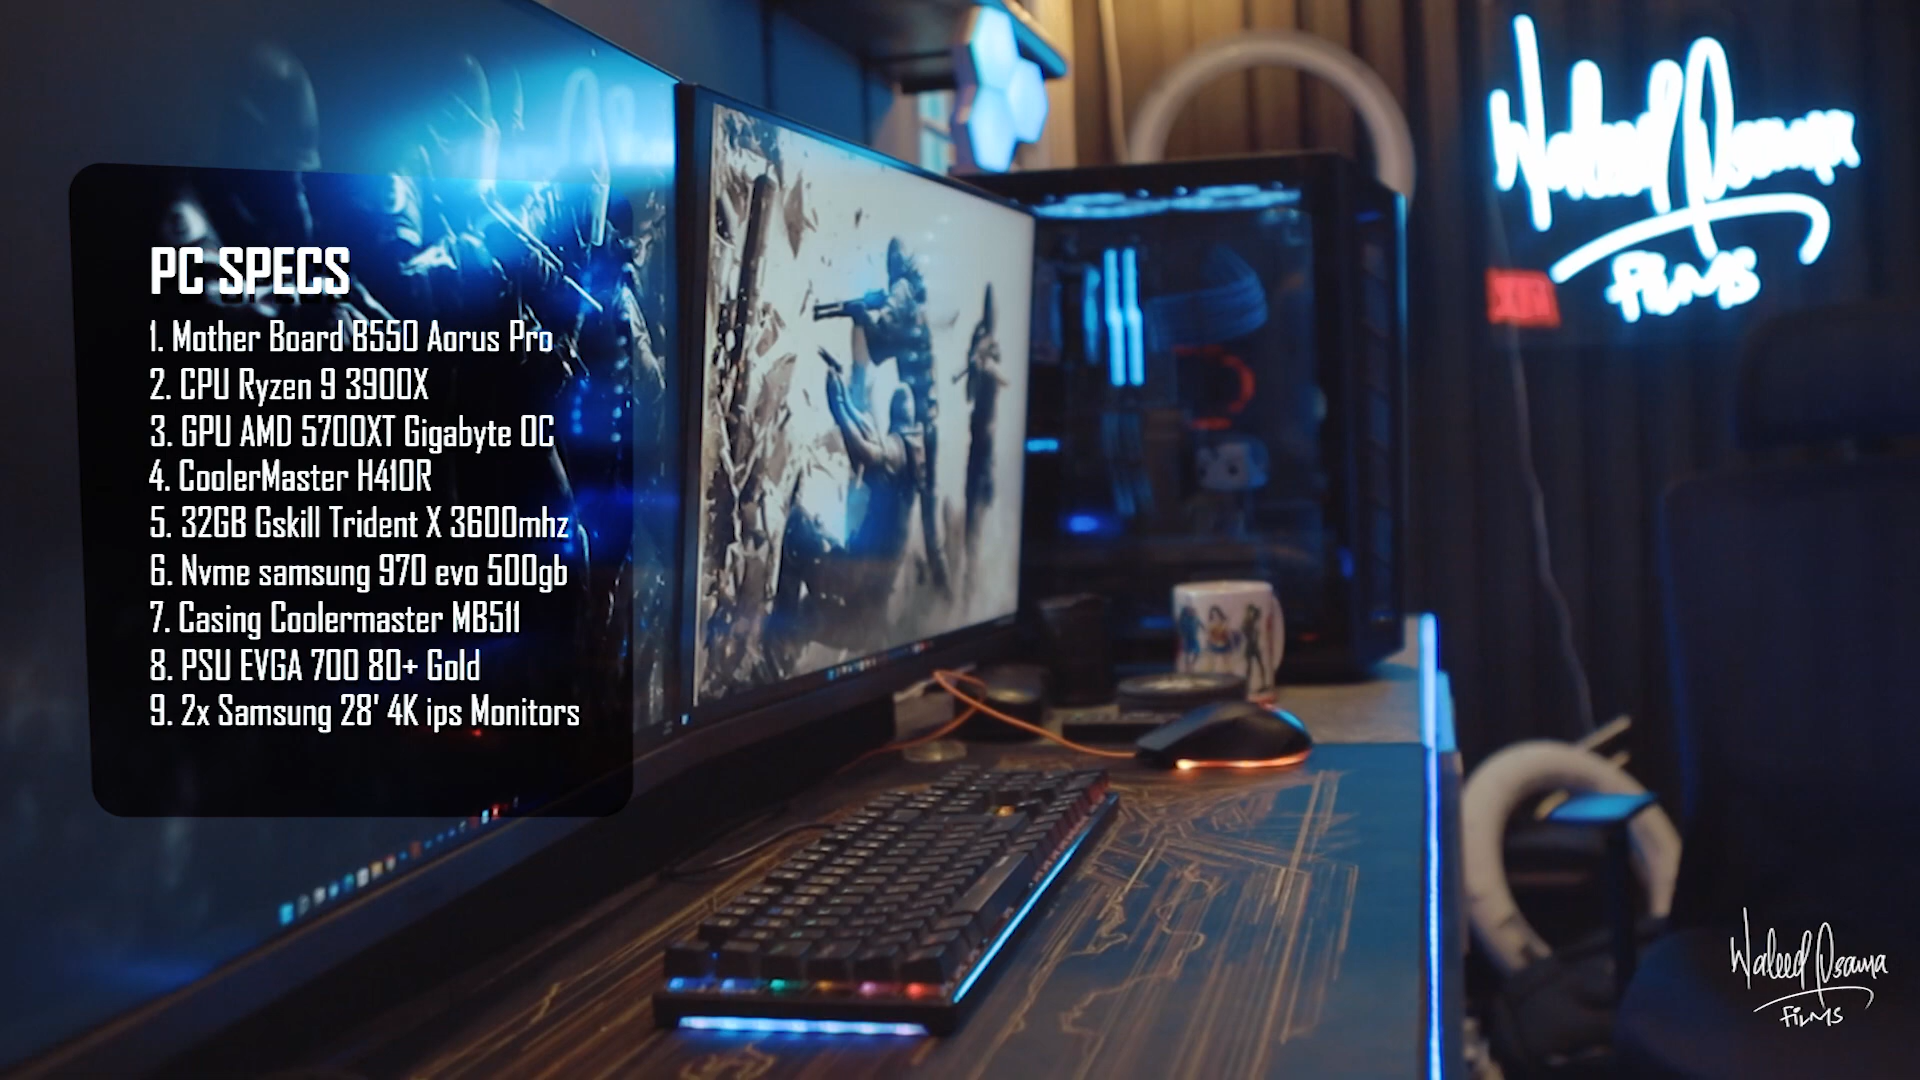 PC SPECS
1. Mother Board B550 Aorus Pro
2. CPU Ryzen 9 3900X
3. GPU AMD 5700XT Gigabyte OC
4. CoolerMaster H410R
5. 32GB Gskill Trident X 3600mhz
6. Nvme samsung 970 evo 500gb
7. Casing Coolermaster MB511
8. PSU EVGA 700 80+ Gold
9. 2x Samsung 28' 4K ips Monitors
Waleed Osama
FiLMS
Waleed Osama
FiLMS